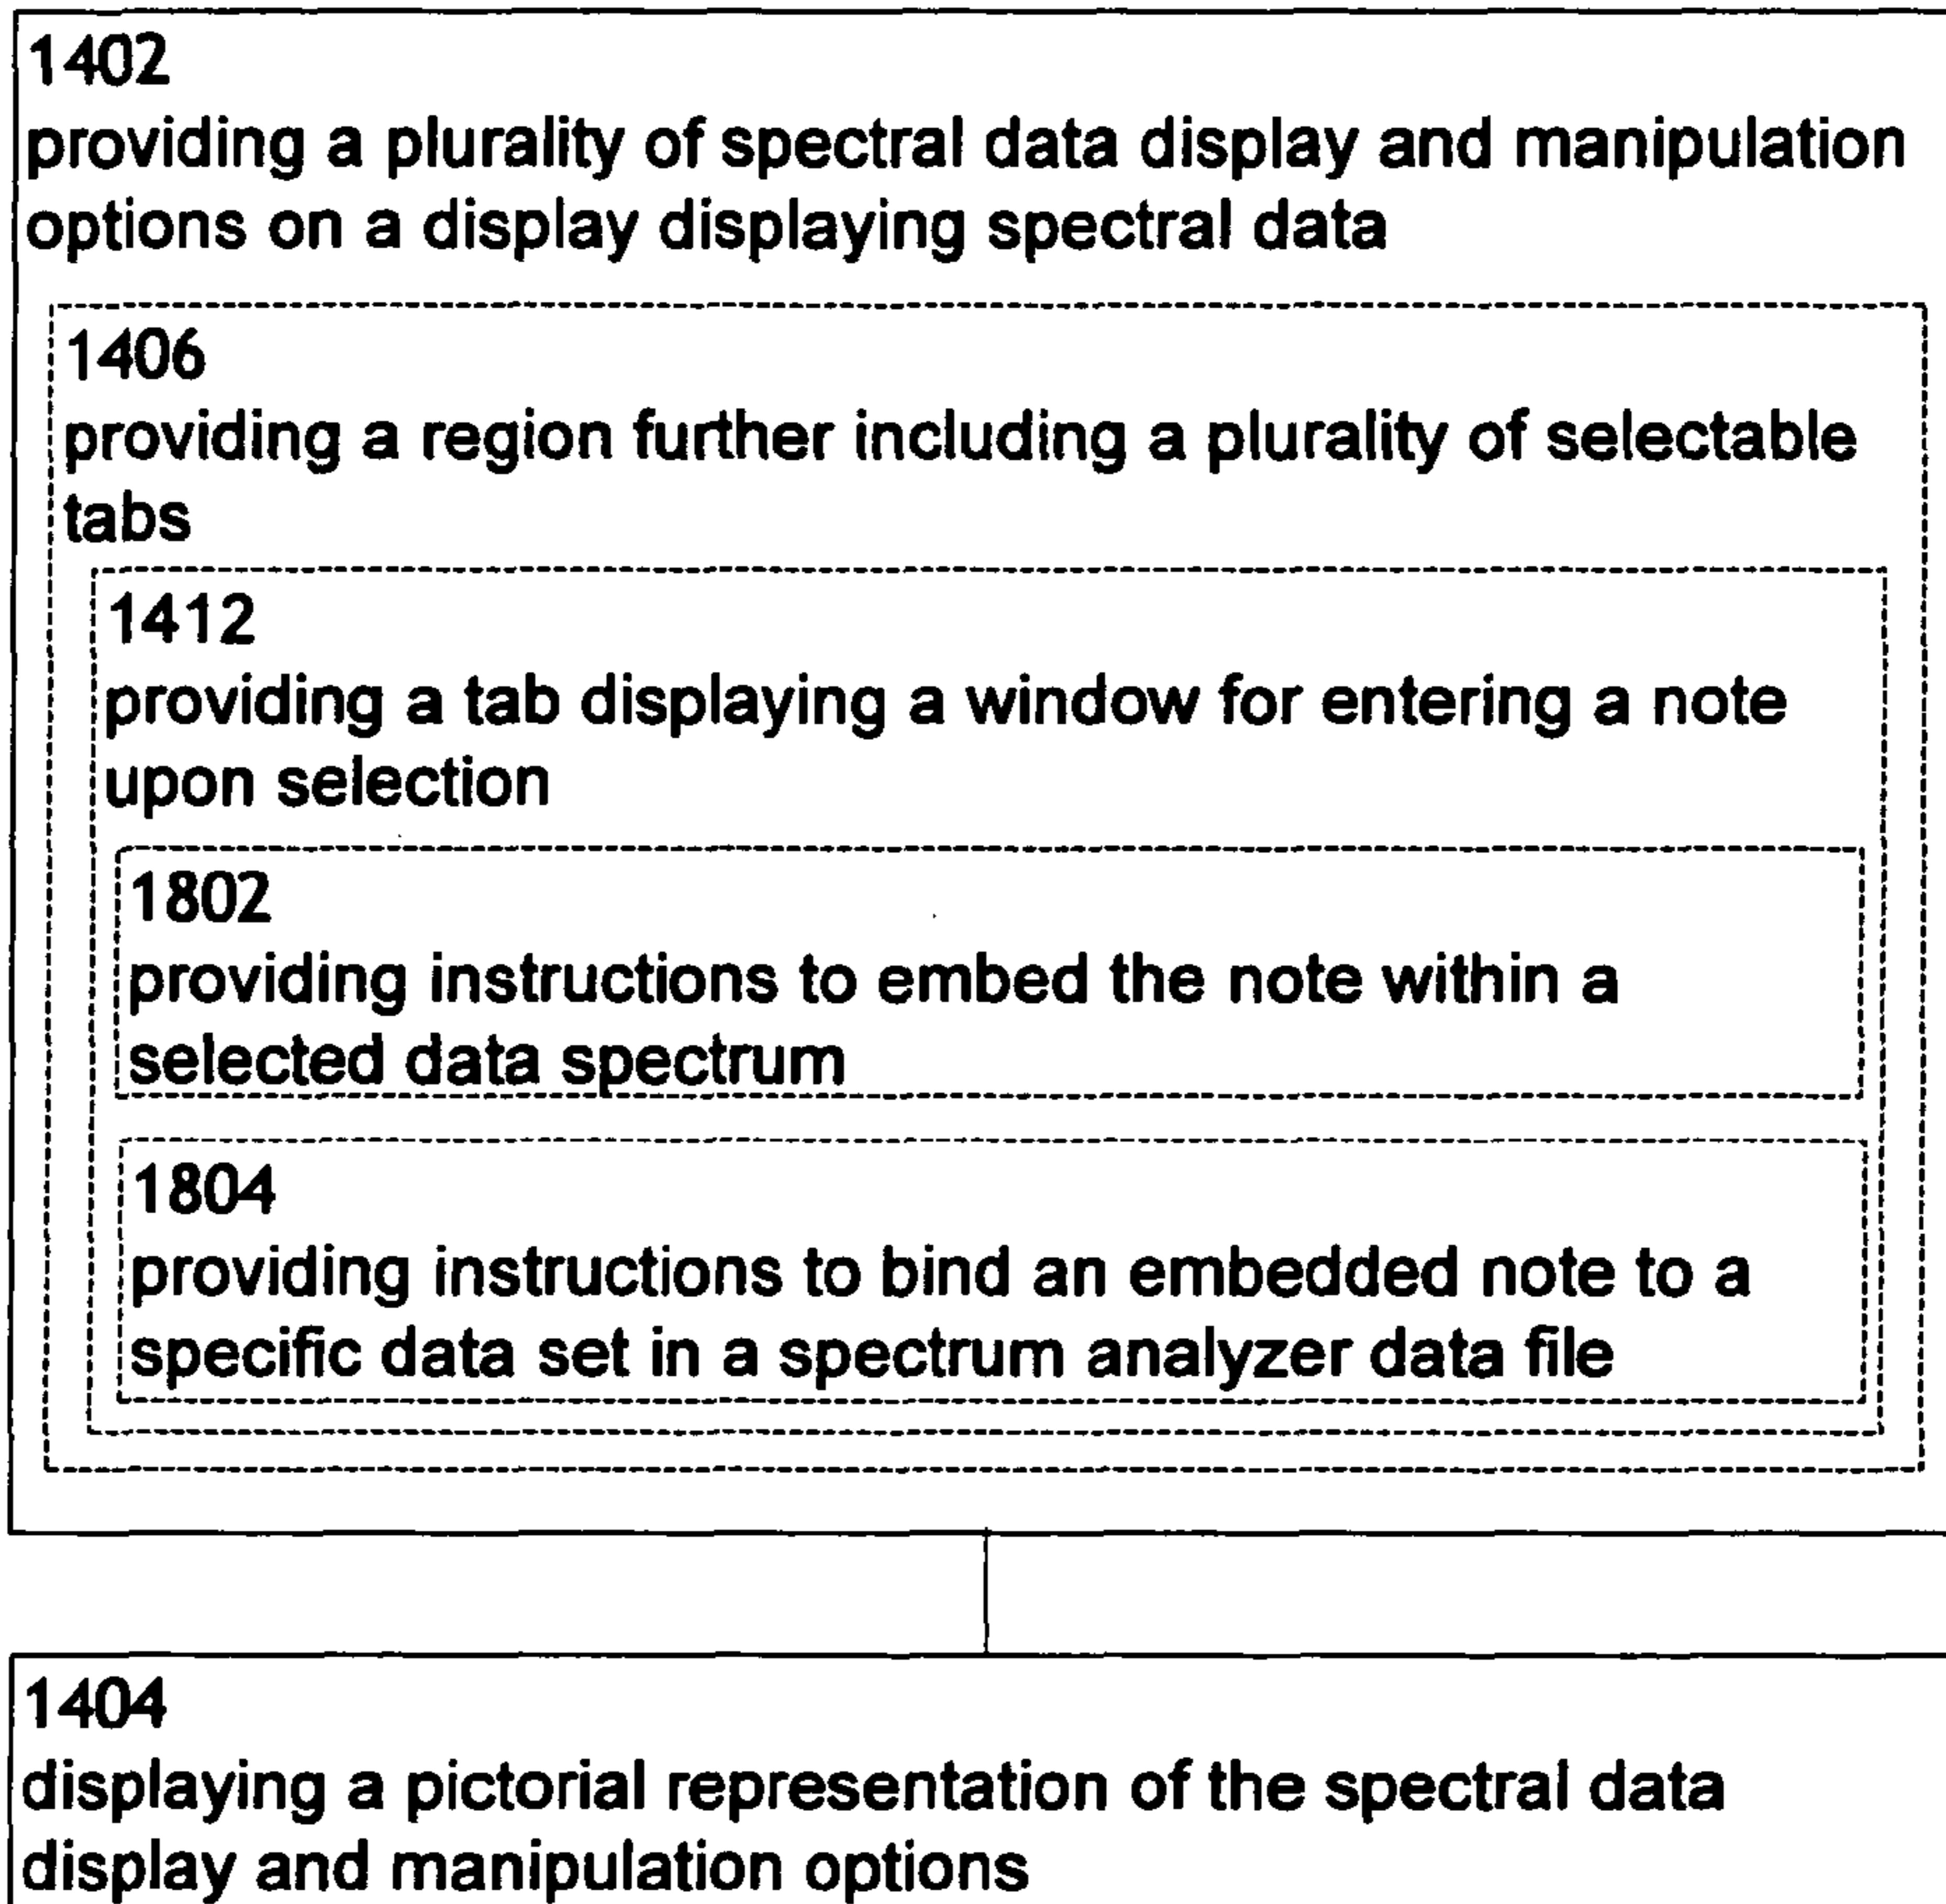 1402
providing a plurality of spectral data display and manipulation
options on a display displaying spectral data
1406
providing a region further including a plurality of selectable
tabs
1412
providing a tab displaying a window for entering a note
upon selection
1802
providing instructions to embed the note within a
selected data spectrum
1804
providing instructions to bind an embedded note to a
specific data set in a spectrum analyzer data file
1404
displaying a pictorial representation of the spectral data
display and manipulation options